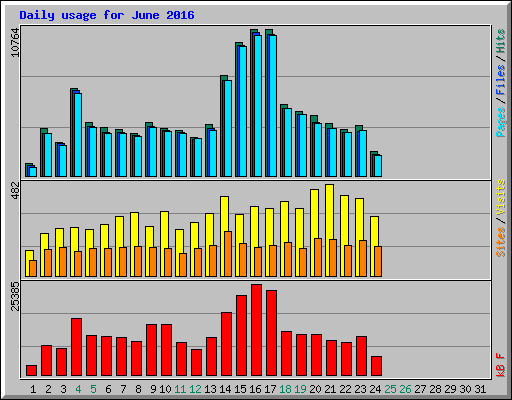 Daily usage for June 2016
10764
Pages / Files / Hits
482
Sites / Visits
25385
kB F
1 2 3 4 5 6 7 8 9 10 11 12 13 14 15 16 17 18 19 20 21 22 23 24 25 26 27 28 29 30 31